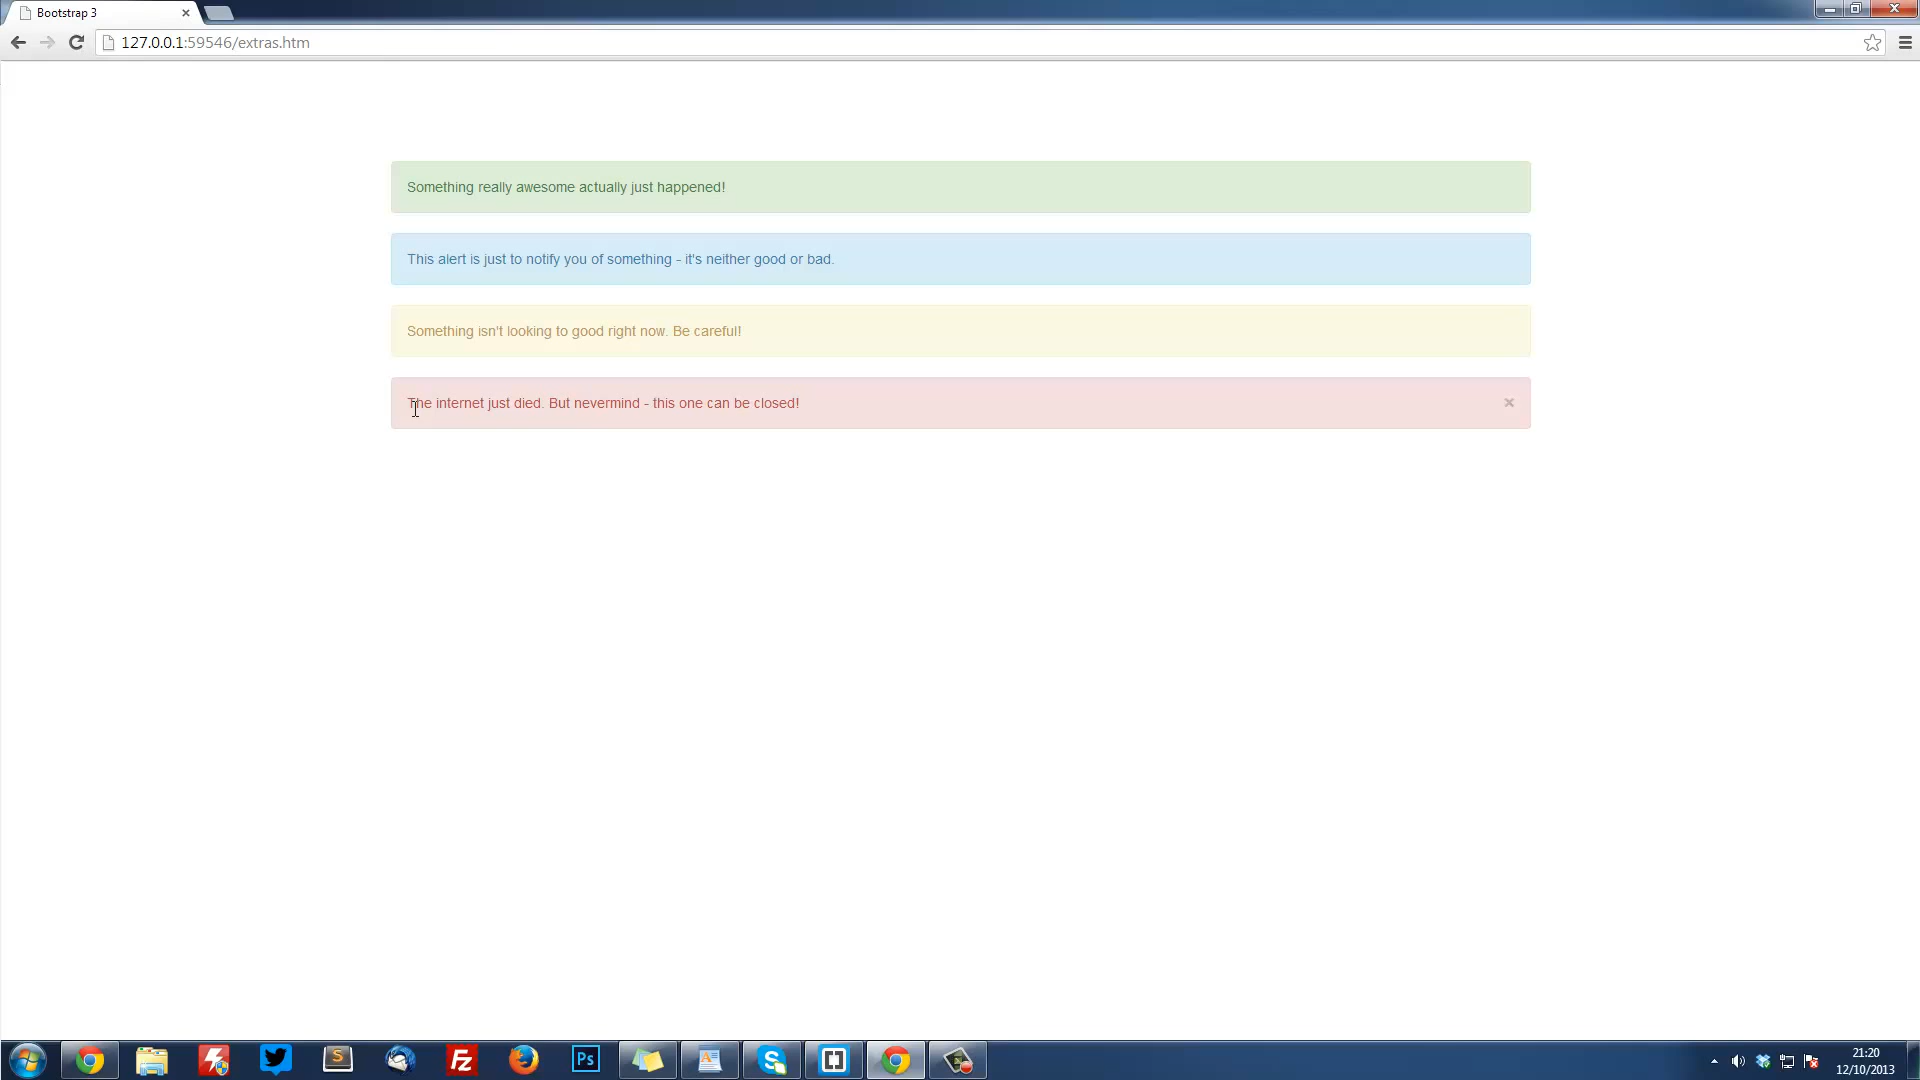 Bootstrap 3
127.0.0.1:59546/extras.htm
Something really awesome actually just happened!
This alert is just to notify you of something - it's neither good or bad.
Something isn't looking to good right now. Be careful!
The internet just died. But nevermind - this one can be closed!
×
S
Fz
Ps
A
S
21:20
12/10/2013